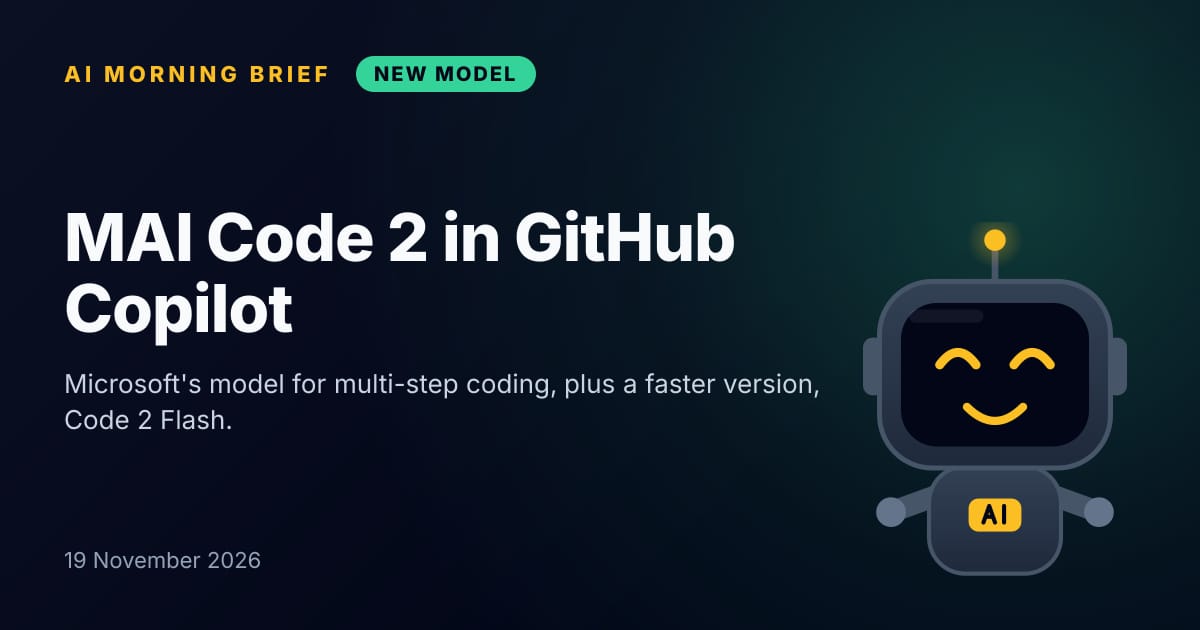 AI MORNING BRIEF
NEW MODEL
MAI Code 2 in GitHub
Copilot
Microsoft's model for multi-step coding, plus a faster version,
Code 2 Flash.
AI
19 November 2026